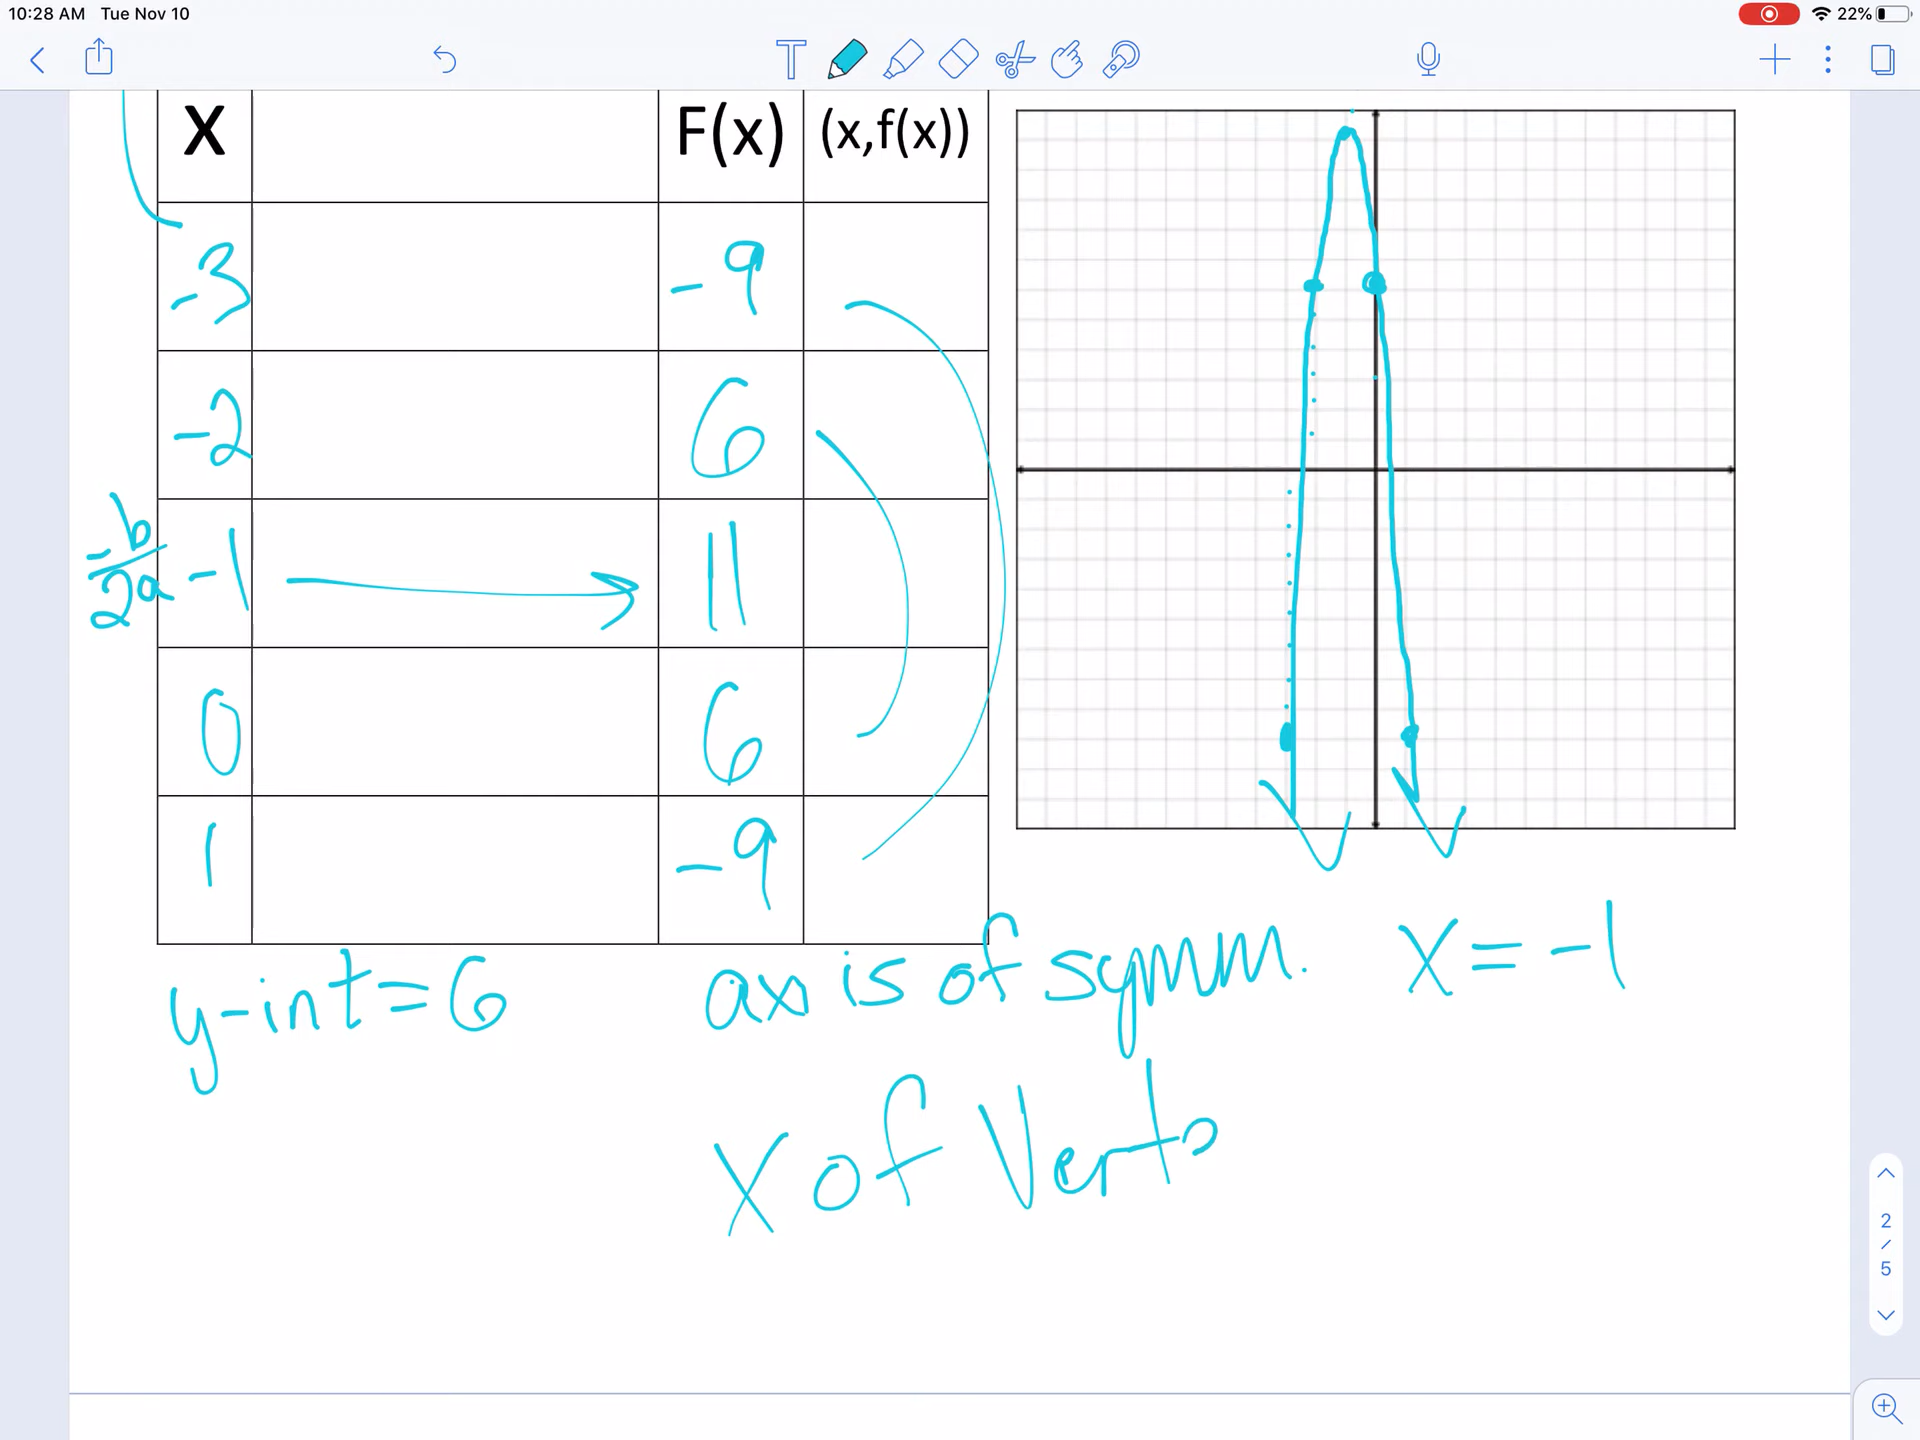 10:28 AM Tue Nov 10
22%
T
X F(x) (x,f(x))
-3 -9
-2 6
-b/2a -1 11
0 6
1 -9
y-int=6 axis of symm. x=-1
X of Verte
2
/
5